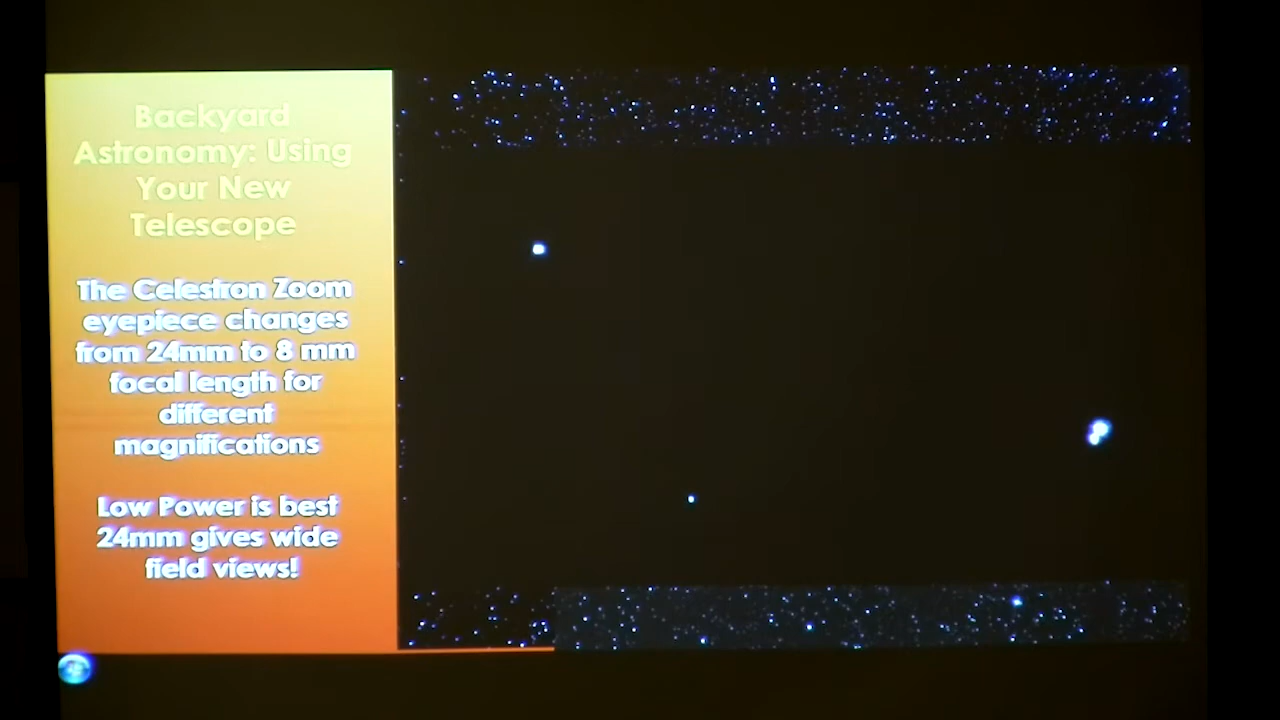 Backyard
Astronomy: Using
Your New
Telescope
The Celestron Zoom
eyepiece changes
from 24mm to 8 mm
focal length for
different
magnifications
Low Power is best
24mm gives wide
field views!